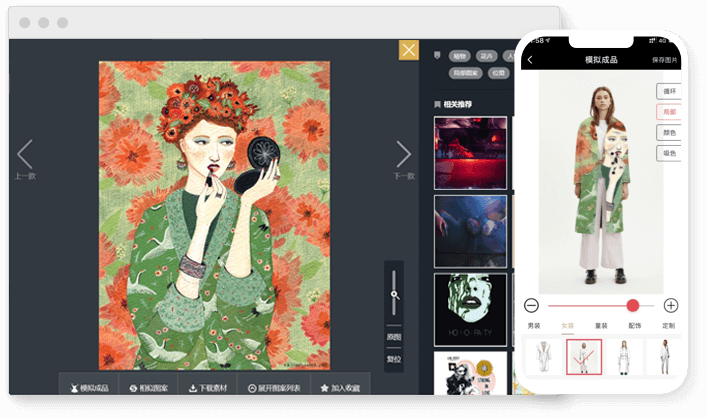 植物
花卉
局部图案
位图
相关推荐
上一款
下一款
HO HO PARTY
原图
复位
模拟成品
相似图案
下载素材
展开图案列表
加入收藏
:58
4G
模拟成品
保存图片
循环
局部
颜色
吸色
男装
女装
童装
配饰
定制